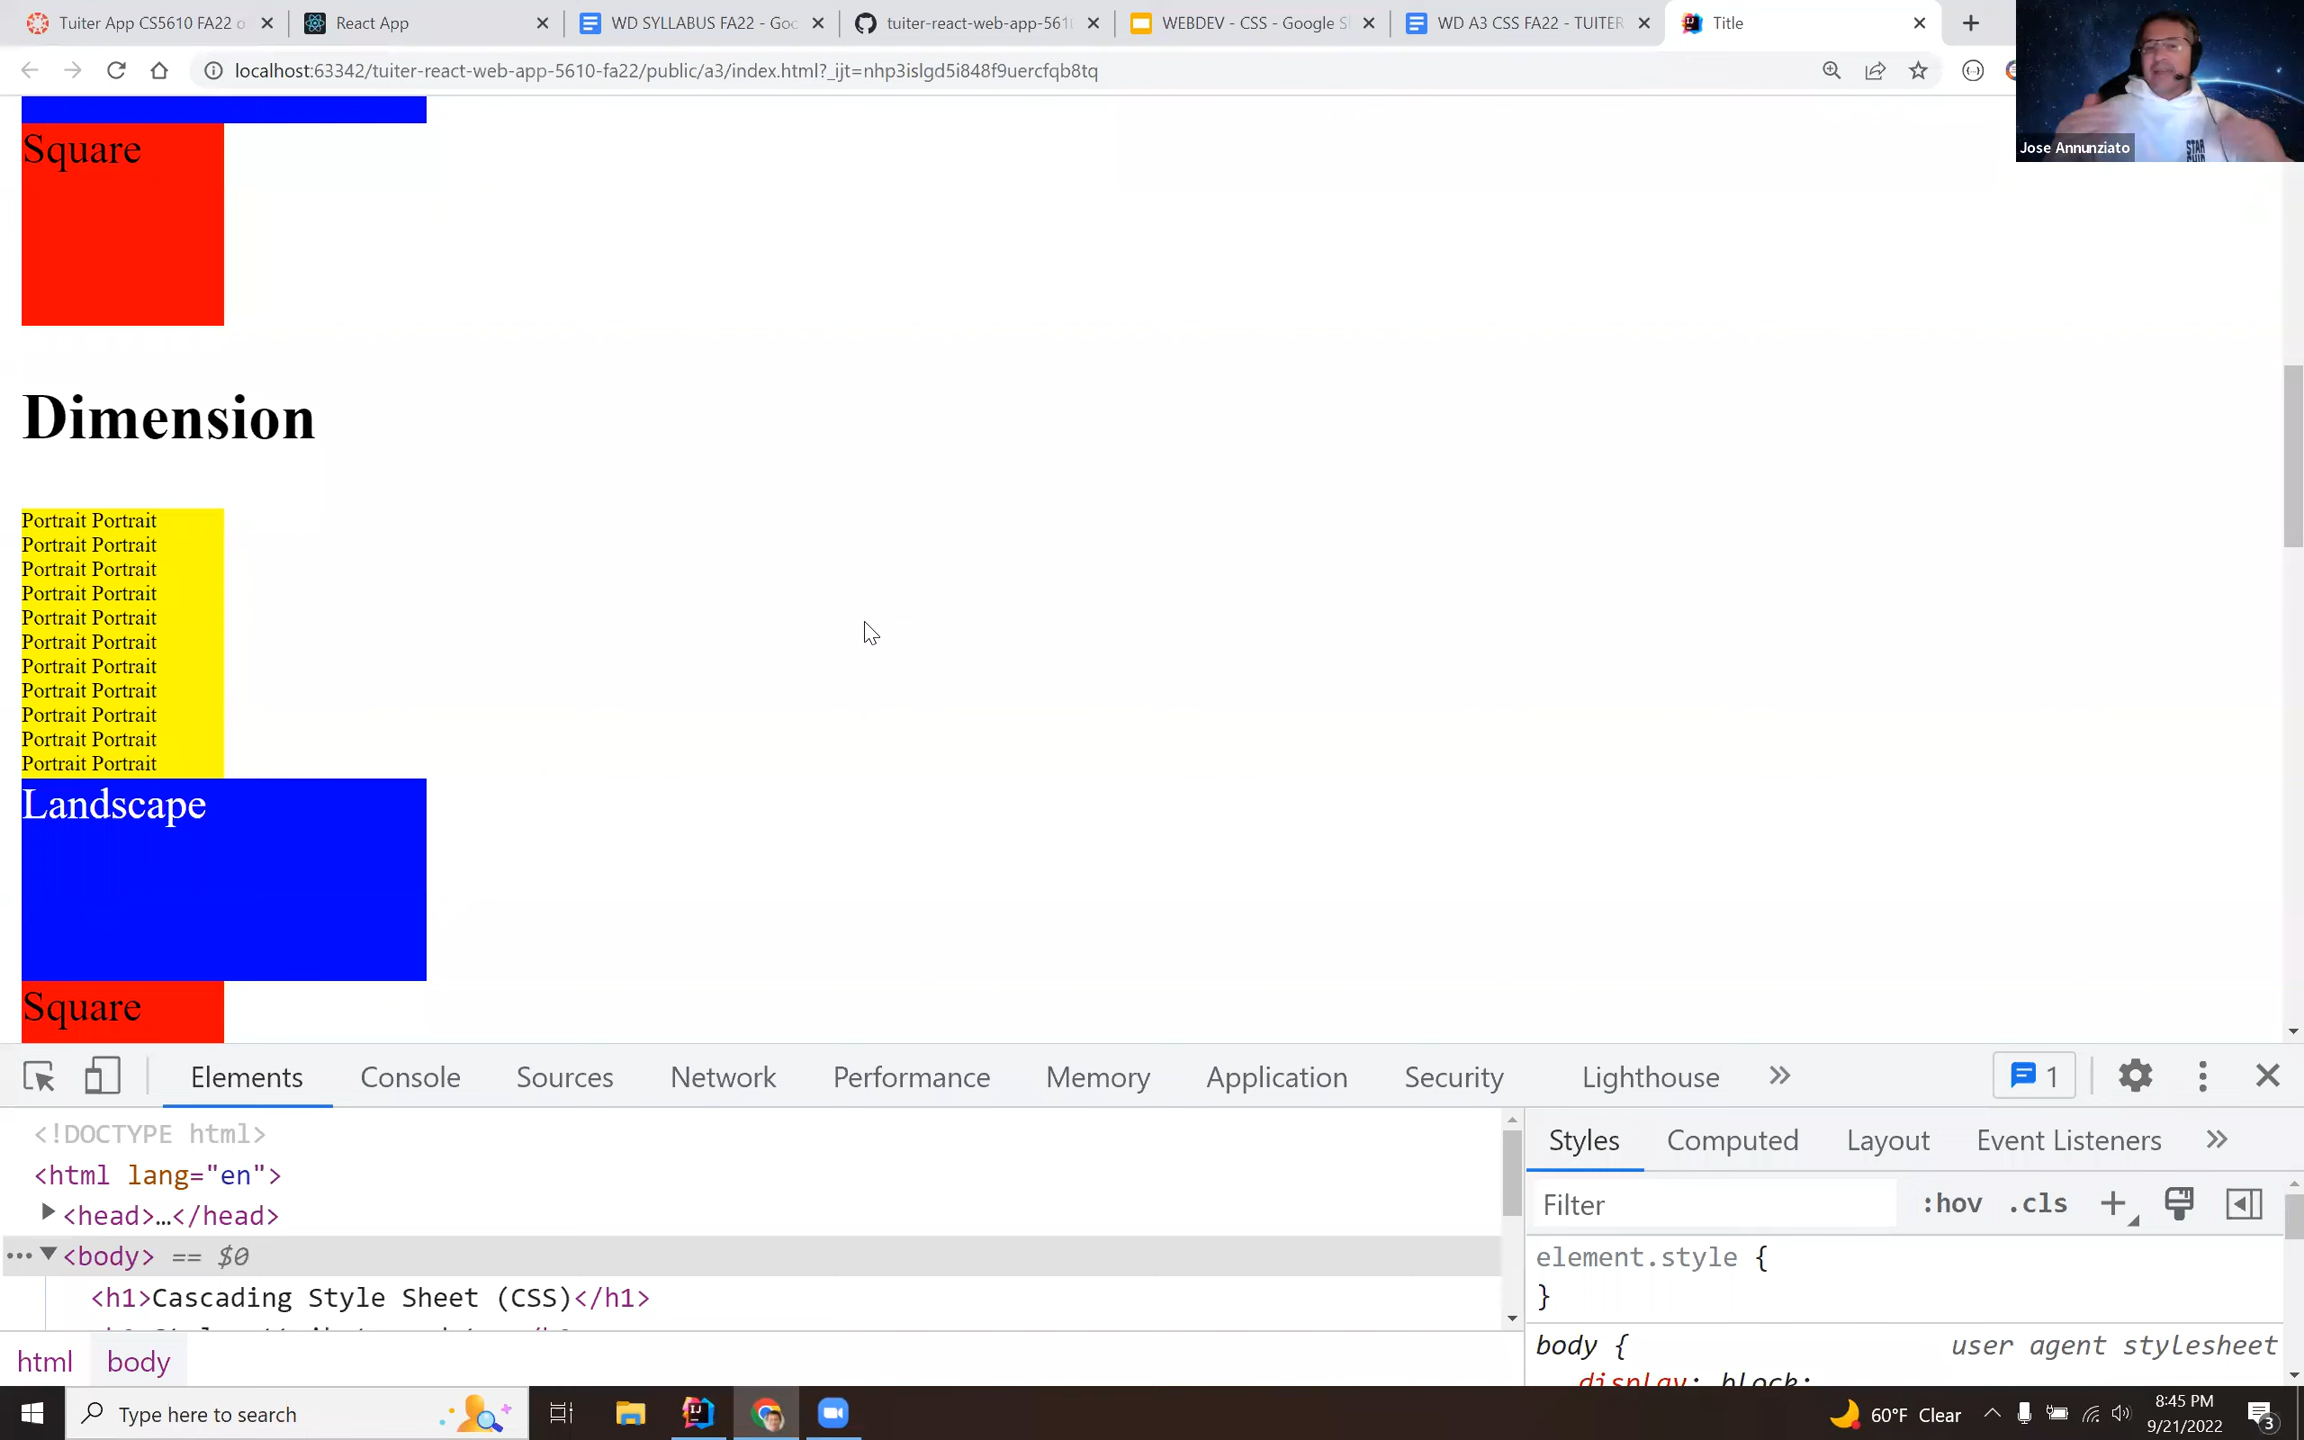 Tuiter App CS5610 FA22 o
React App
WD SYLLABUS FA22 - Goo
tuiter-react-web-app-561
WEBDEV - CSS - Google S
WD A3 CSS FA22 - TUITER
Title
localhost:63342/tuiter-react-web-app-5610-fa22/public/a3/index.html?_ijt=nhp3islgd5i848f9uercfqb8tq
Jose Annunziato
STAR
Square
Dimension
Portrait Portrait
Portrait Portrait
Portrait Portrait
Portrait Portrait
Portrait Portrait
Portrait Portrait
Portrait Portrait
Portrait Portrait
Portrait Portrait
Portrait Portrait
Portrait Portrait
Landscape
Square
Elements Console Sources Network Performance Memory Application Security Lighthouse » 1
<!DOCTYPE html>
<html lang="en">
<head>…</head>
<body> == $0
<h1>Cascading Style Sheet (CSS)</h1>
html body
Styles Computed Layout Event Listeners »
Filter :hov .cls +
element.style {
}
body { user agent stylesheet
display: block;
Type here to search
60°F Clear
8:45 PM
9/21/2022
3